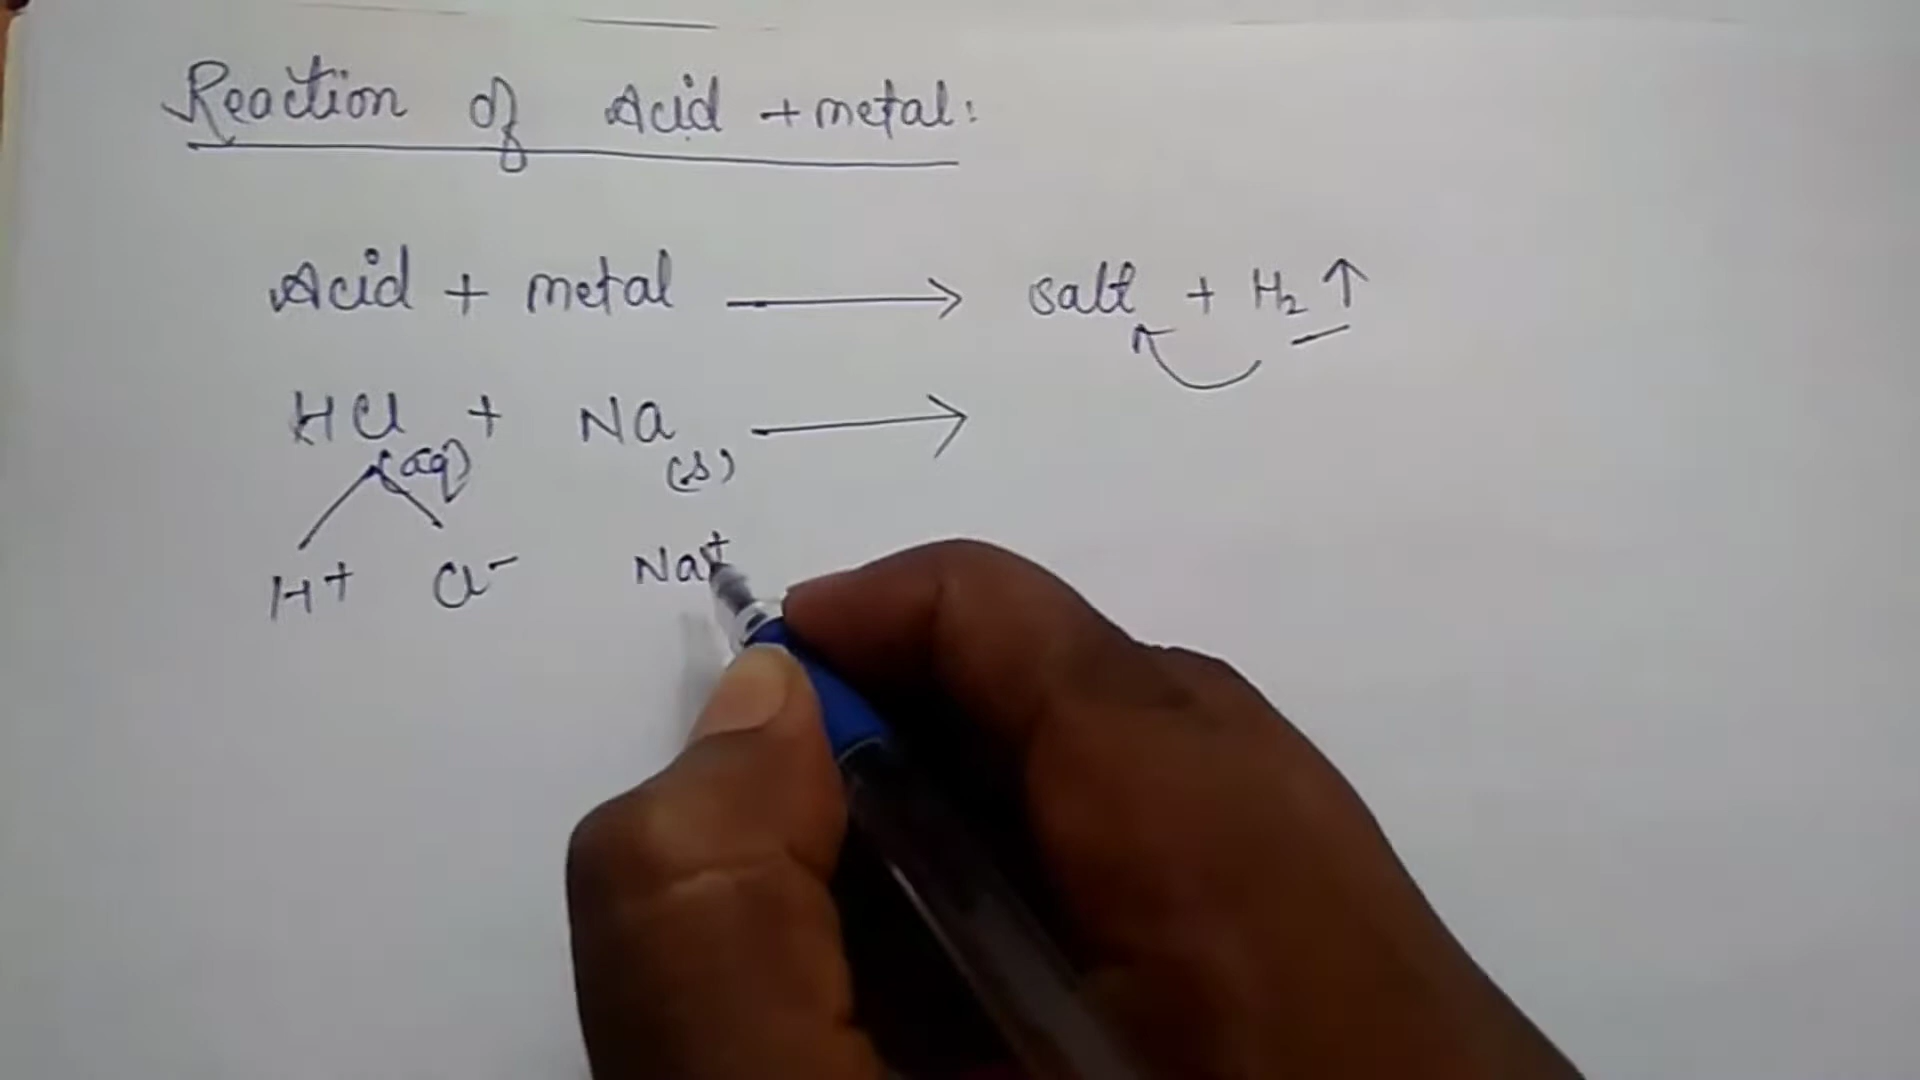 Reaction of Acid + metal:
Acid + metal ⟶ salt + H₂ ↑
HCl (aq) + Na (s) ⟶
H+ Cl⁻ Na⁺